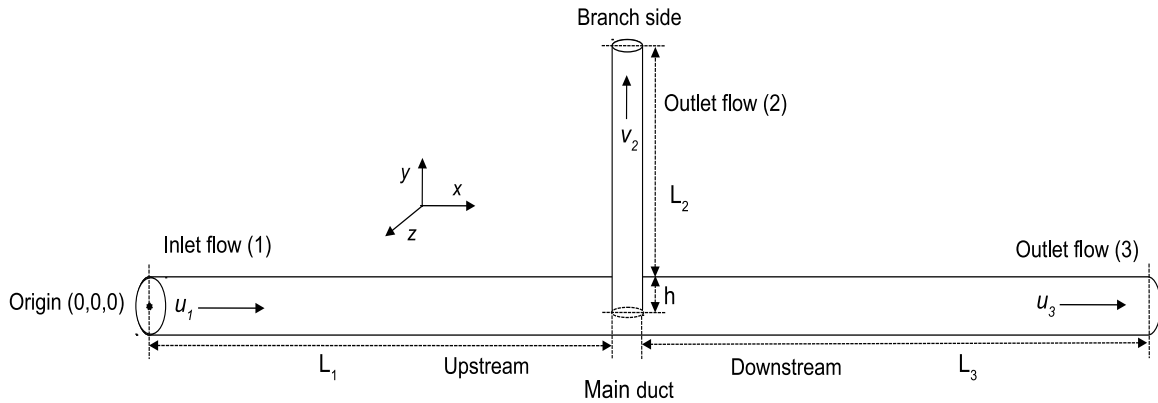 Branch side
Outlet flow (2)
v2
y
x
z
L2
Inlet flow (1)
Outlet flow (3)
Origin (0,0,0)
u1
h
u3
L1
Upstream
Downstream
L3
Main duct